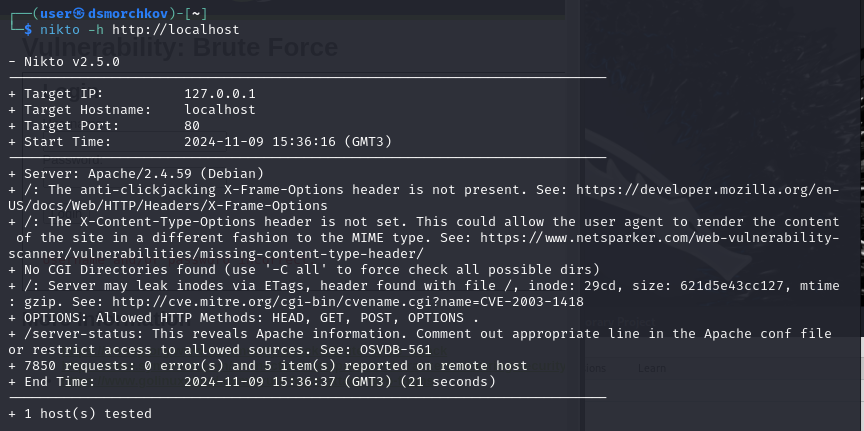 ┌──(user㉿dsmorchkov)-[~]
└─$ nikto -h http://localhost
Vulnerability: Brute Force
- Nikto v2.5.0
---------------------------------------------------------------------------
+ Target IP:          127.0.0.1
+ Target Hostname:    localhost
+ Target Port:        80
+ Start Time:         2024-11-09 15:36:16 (GMT3)
---------------------------------------------------------------------------
+ Server: Apache/2.4.59 (Debian)
+ /: The anti-clickjacking X-Frame-Options header is not present. See: https://developer.mozilla.org/en-
US/docs/Web/HTTP/Headers/X-Frame-Options
+ /: The X-Content-Type-Options header is not set. This could allow the user agent to render the content
 of the site in a different fashion to the MIME type. See: https://www.netsparker.com/web-vulnerability-
scanner/vulnerabilities/missing-content-type-header/
+ No CGI Directories found (use '-C all' to force check all possible dirs)
+ /: Server may leak inodes via ETags, header found with file /, inode: 29cd, size: 621d5e43cc127, mtime
: gzip. See: http://cve.mitre.org/cgi-bin/cvename.cgi?name=CVE-2003-1418
+ OPTIONS: Allowed HTTP Methods: HEAD, GET, POST, OPTIONS .
+ /server-status: This reveals Apache information. Comment out appropriate line in the Apache conf file
or restrict access to allowed sources. See: OSVDB-561
+ 7850 requests: 0 error(s) and 5 item(s) reported on remote host
Learn
+ End Time:           2024-11-09 15:36:37 (GMT3) (21 seconds)
---------------------------------------------------------------------------
+ 1 host(s) tested